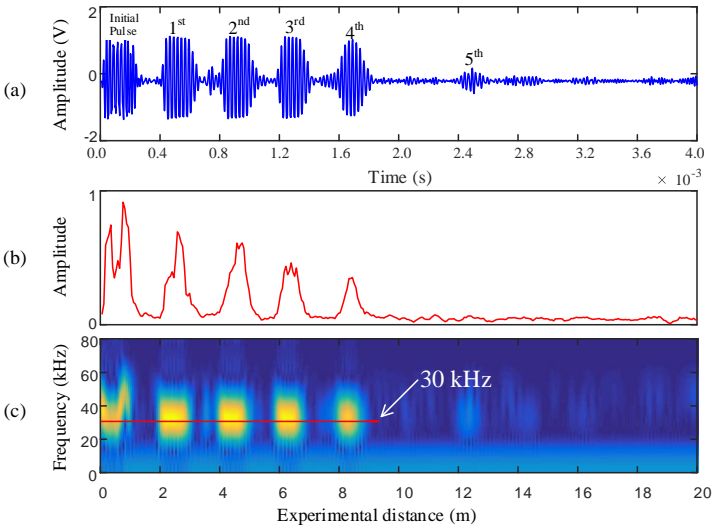 (a)
Amplitude (V)
2
0
-2
Initial
Pulse
1st
2nd
3rd
4th
5th
0.0 0.4 0.8 1.2 1.6 2.0 2.4 2.8 3.2 3.6 4.0
Time (s)
× 10-3
(b)
Amplitude
1
0
(c)
Frequency (kHz)
80
60
40
20
0
30 kHz
0 2 4 6 8 10 12 14 16 18 20
Experimental distance (m)